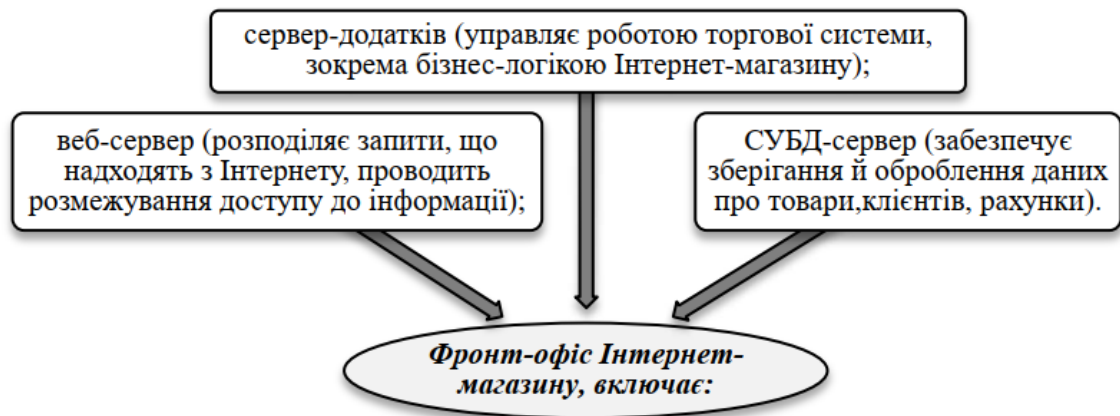 сервер-додатків (управляє роботою торгової системи,
зокрема бізнес-логікою Інтернет-магазину);
веб-сервер (розподіляє запити, що
надходять з Інтернету, проводить
розмежування доступу до інформації);
СУБД-сервер (забезпечує
зберігання й оброблення даних
про товари,клієнтів, рахунки).
Фронт-офіс Інтернет-
магазину, включає: